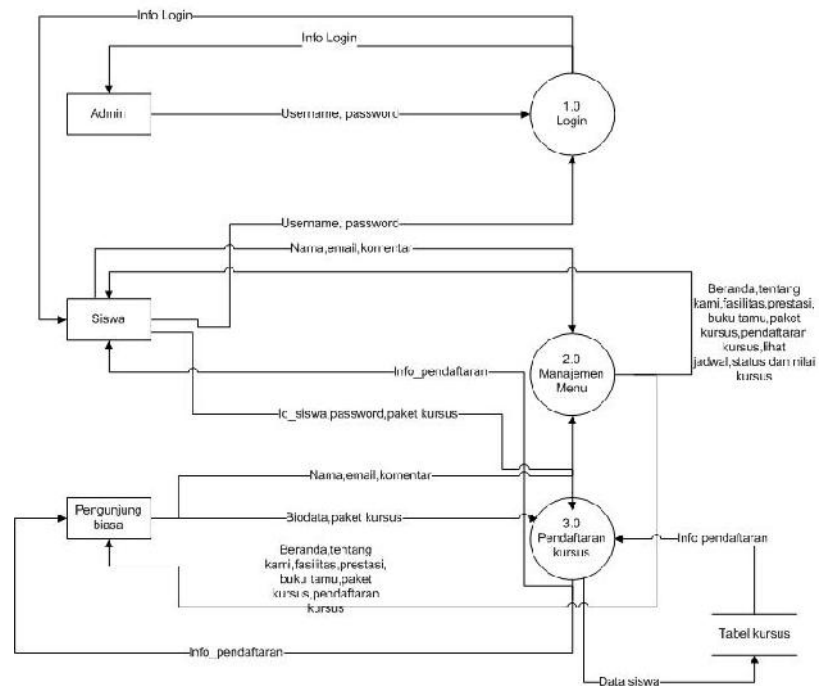 Info Login
Info Login
Admin
Username, password
1.0
Login
Username, password
Nama,email,komentar
Siswa
Beranda,tentang
kami,fasilitas,prestasi,
buku tamu,paket
kursus,pendaftaran
kursus,lihat
jadwal,status dan nilai
kursus
2.0
Manajemen
Menu
Info_pendaftaran
Id_siswa,password,paket kursus
Nama,email,komentar
Pengunjung
biasa
Biodata,paket kursus
3.0
Pendaftaran
kursus
Info pendaftaran
Beranda,tentang
kami,fasilitas,prestasi,
buku tamu,paket
kursus,pendaftaran
kursus
Tabel kursus
Info_pendaftaran
Data siswa